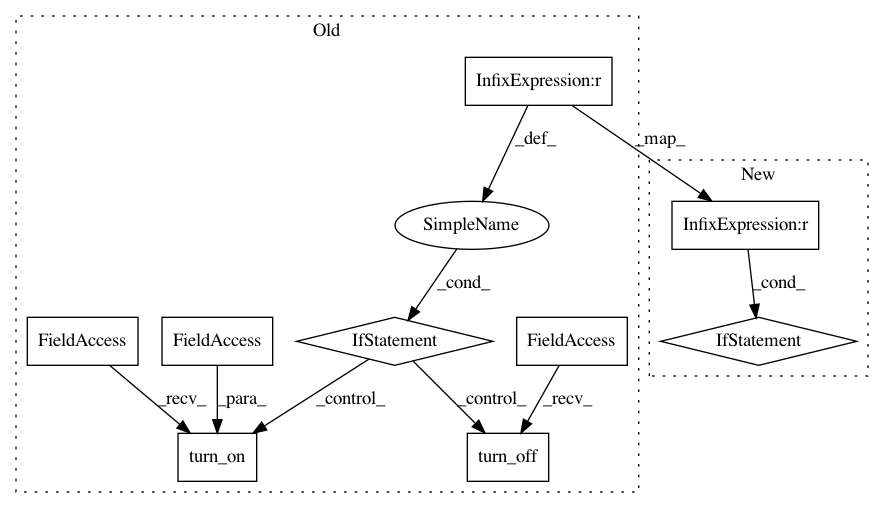 Old
InfixExpression:r
_def_
_map_
New
SimpleName
InfixExpression:r
_cond_
_cond_
FieldAccess
FieldAccess
IfStatement
FieldAccess
IfStatement
_recv_
_para_
_control_
_control_
_recv_
turn_on
turn_off